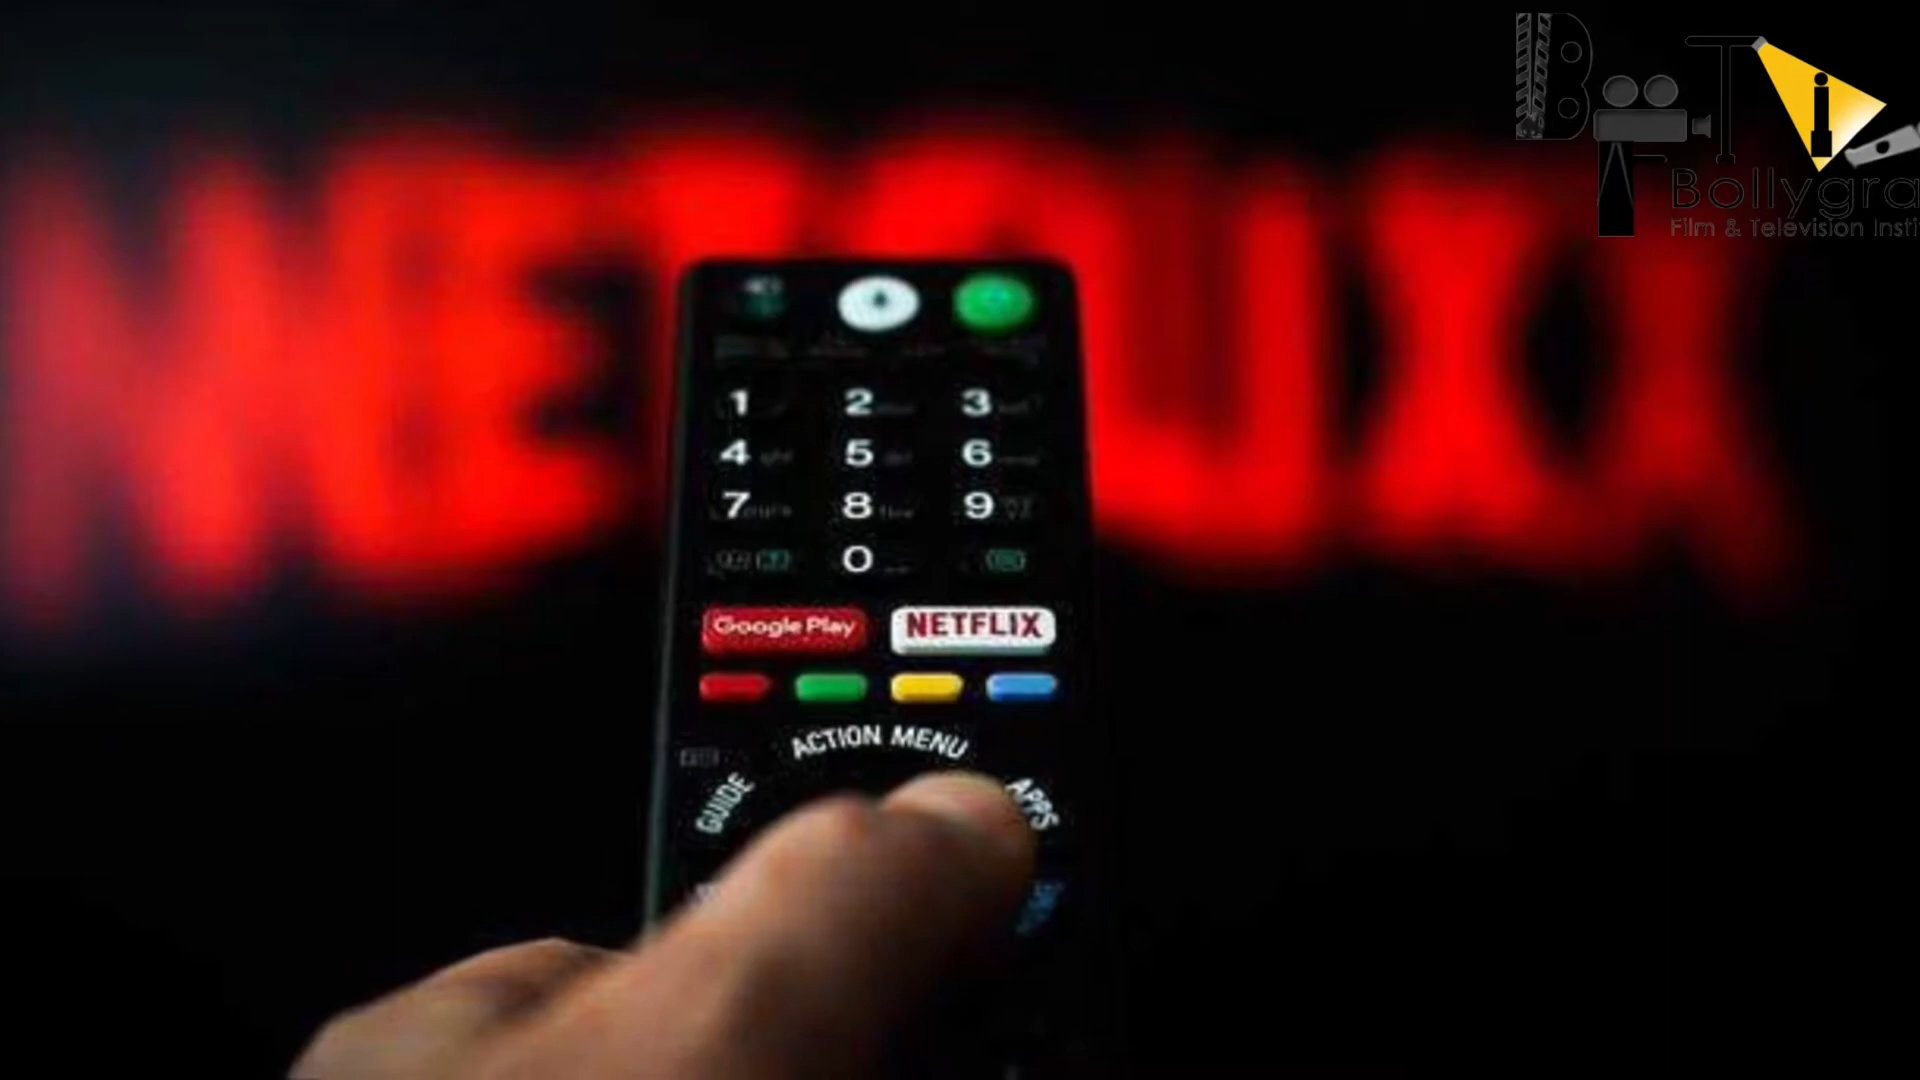 BFTi
Bollygra
Film & Television Insti
1 2 3
4 5 6
7 8 9
0
Google Play NETFLIX
ACTION MENU
GUIDE APPS